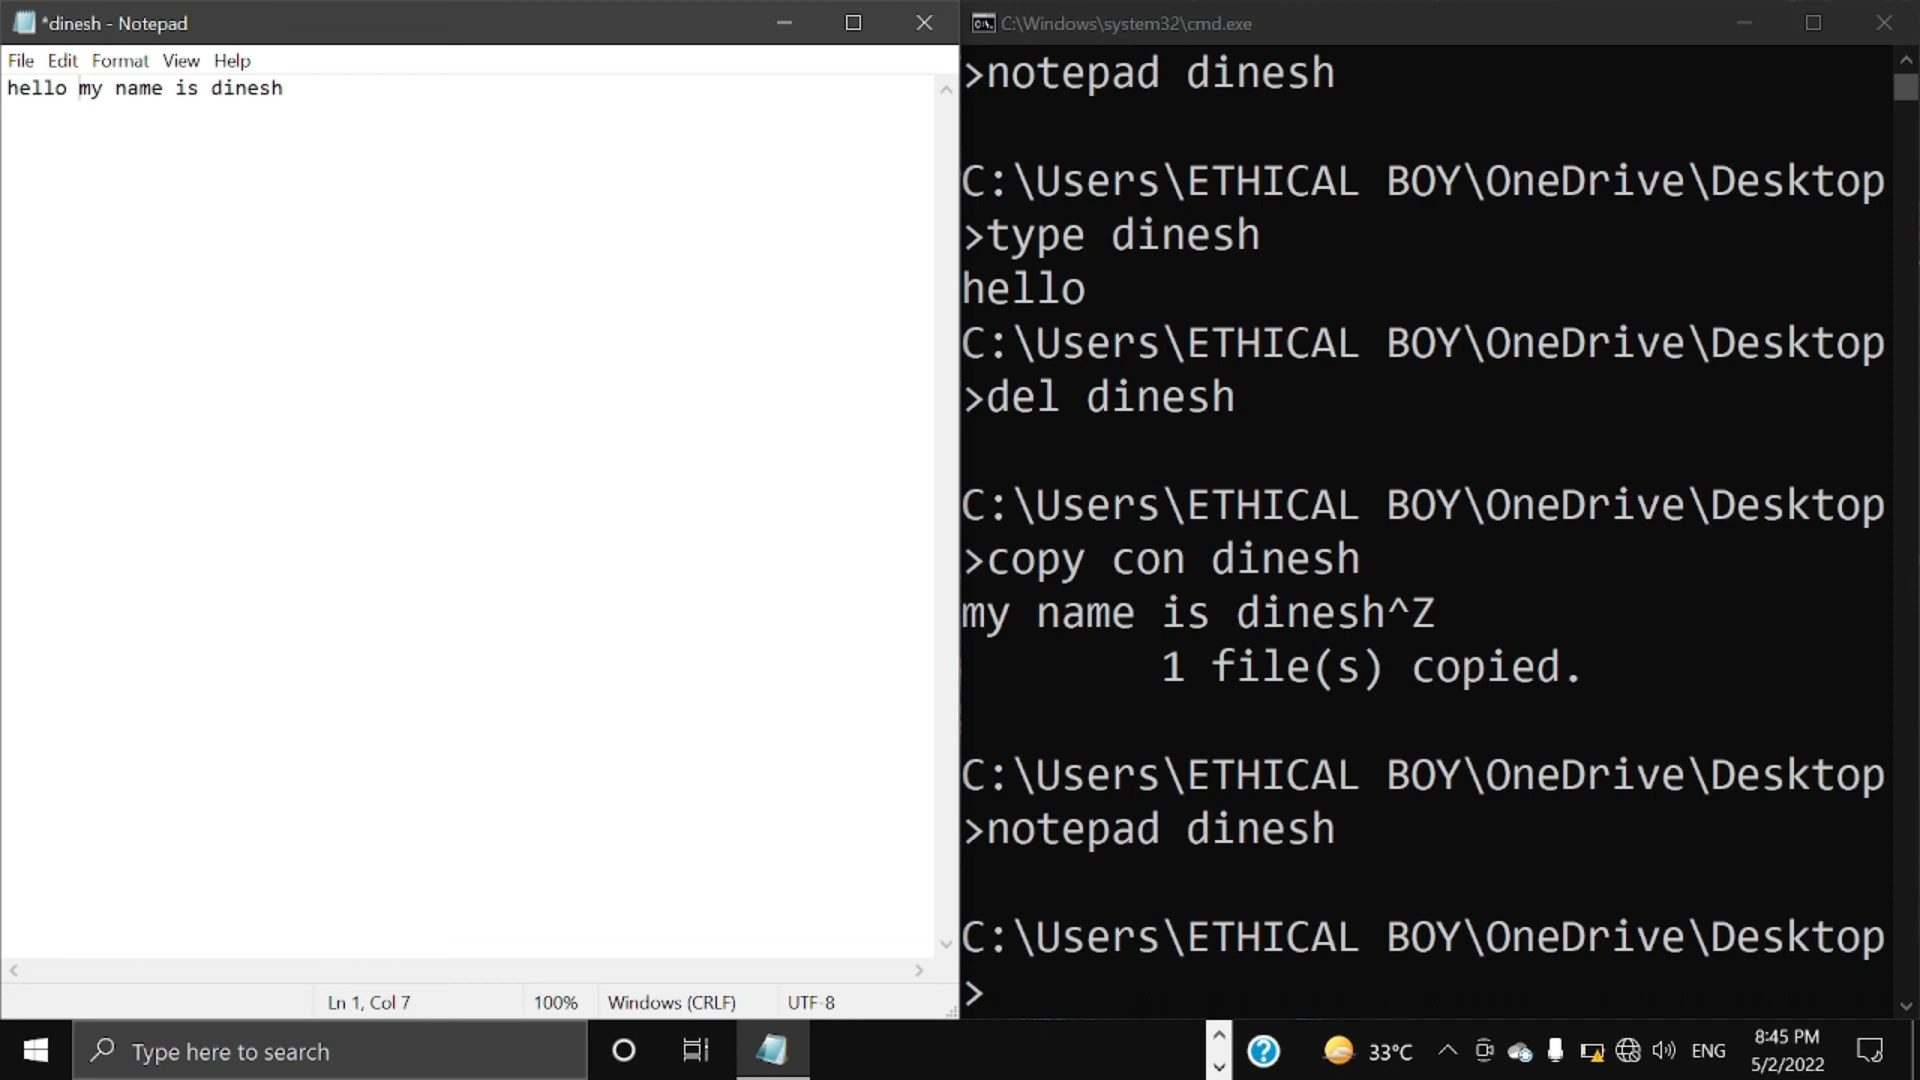 *dinesh - Notepad
File Edit Format View Help
hello my name is dinesh
Ln 1, Col 7 100% Windows (CRLF) UTF-8
C:\Windows\system32\cmd.exe
>notepad dinesh
C:\Users\ETHICAL BOY\OneDrive\Desktop
>type dinesh
hello
C:\Users\ETHICAL BOY\OneDrive\Desktop
>del dinesh
C:\Users\ETHICAL BOY\OneDrive\Desktop
>copy con dinesh
my name is dinesh^Z
1 file(s) copied.
C:\Users\ETHICAL BOY\OneDrive\Desktop
>notepad dinesh
C:\Users\ETHICAL BOY\OneDrive\Desktop
>
Type here to search
33°C
ENG
8:45 PM
5/2/2022